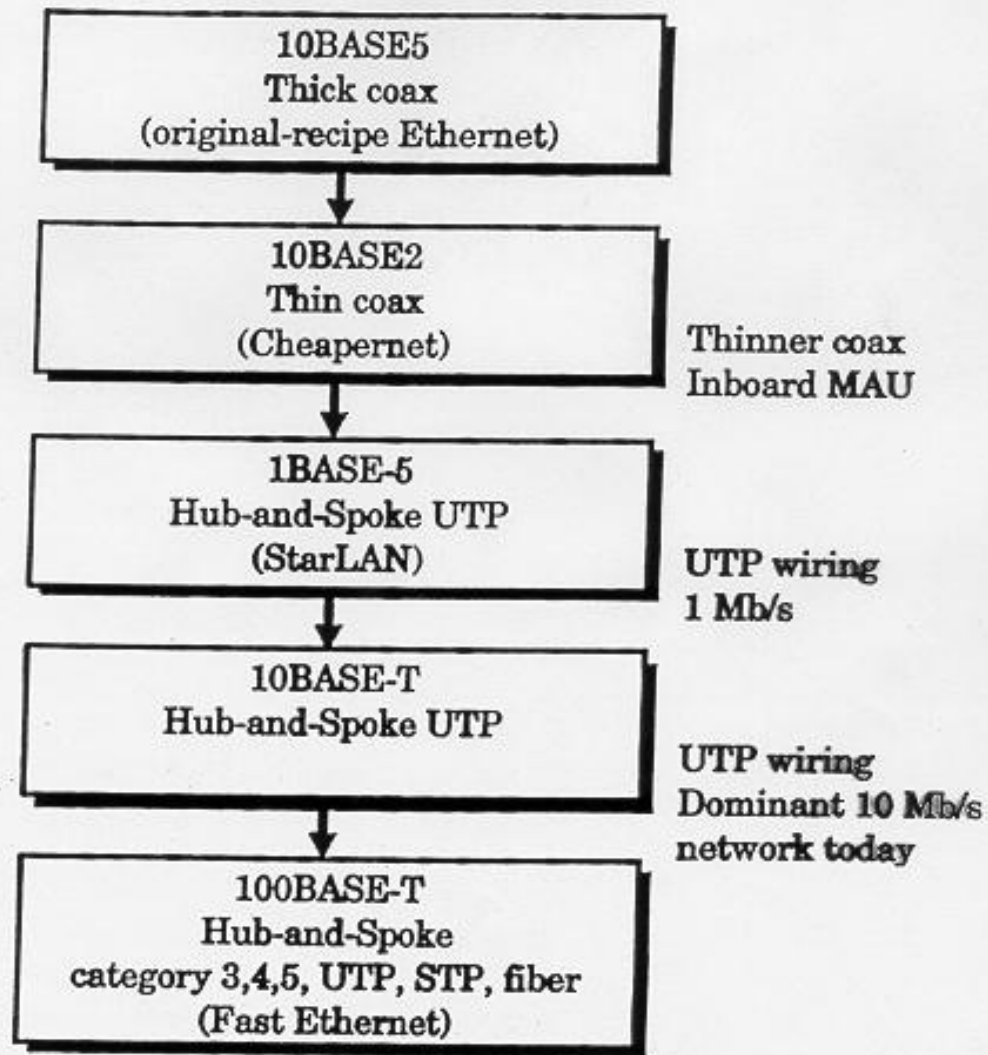 10BASE5
Thick coax
(original-recipe Ethernet)
10BASE2
Thin coax
(Cheapernet)
Thinner coax
Inboard MAU
1BASE-5
Hub-and-Spoke UTP
(StarLAN)
UTP wiring
1 Mb/s
10BASE-T
Hub-and-Spoke UTP
UTP wiring
Dominant 10 Mb/s
network today
100BASE-T
Hub-and-Spoke
category 3,4,5, UTP, STP, fiber
(Fast Ethernet)